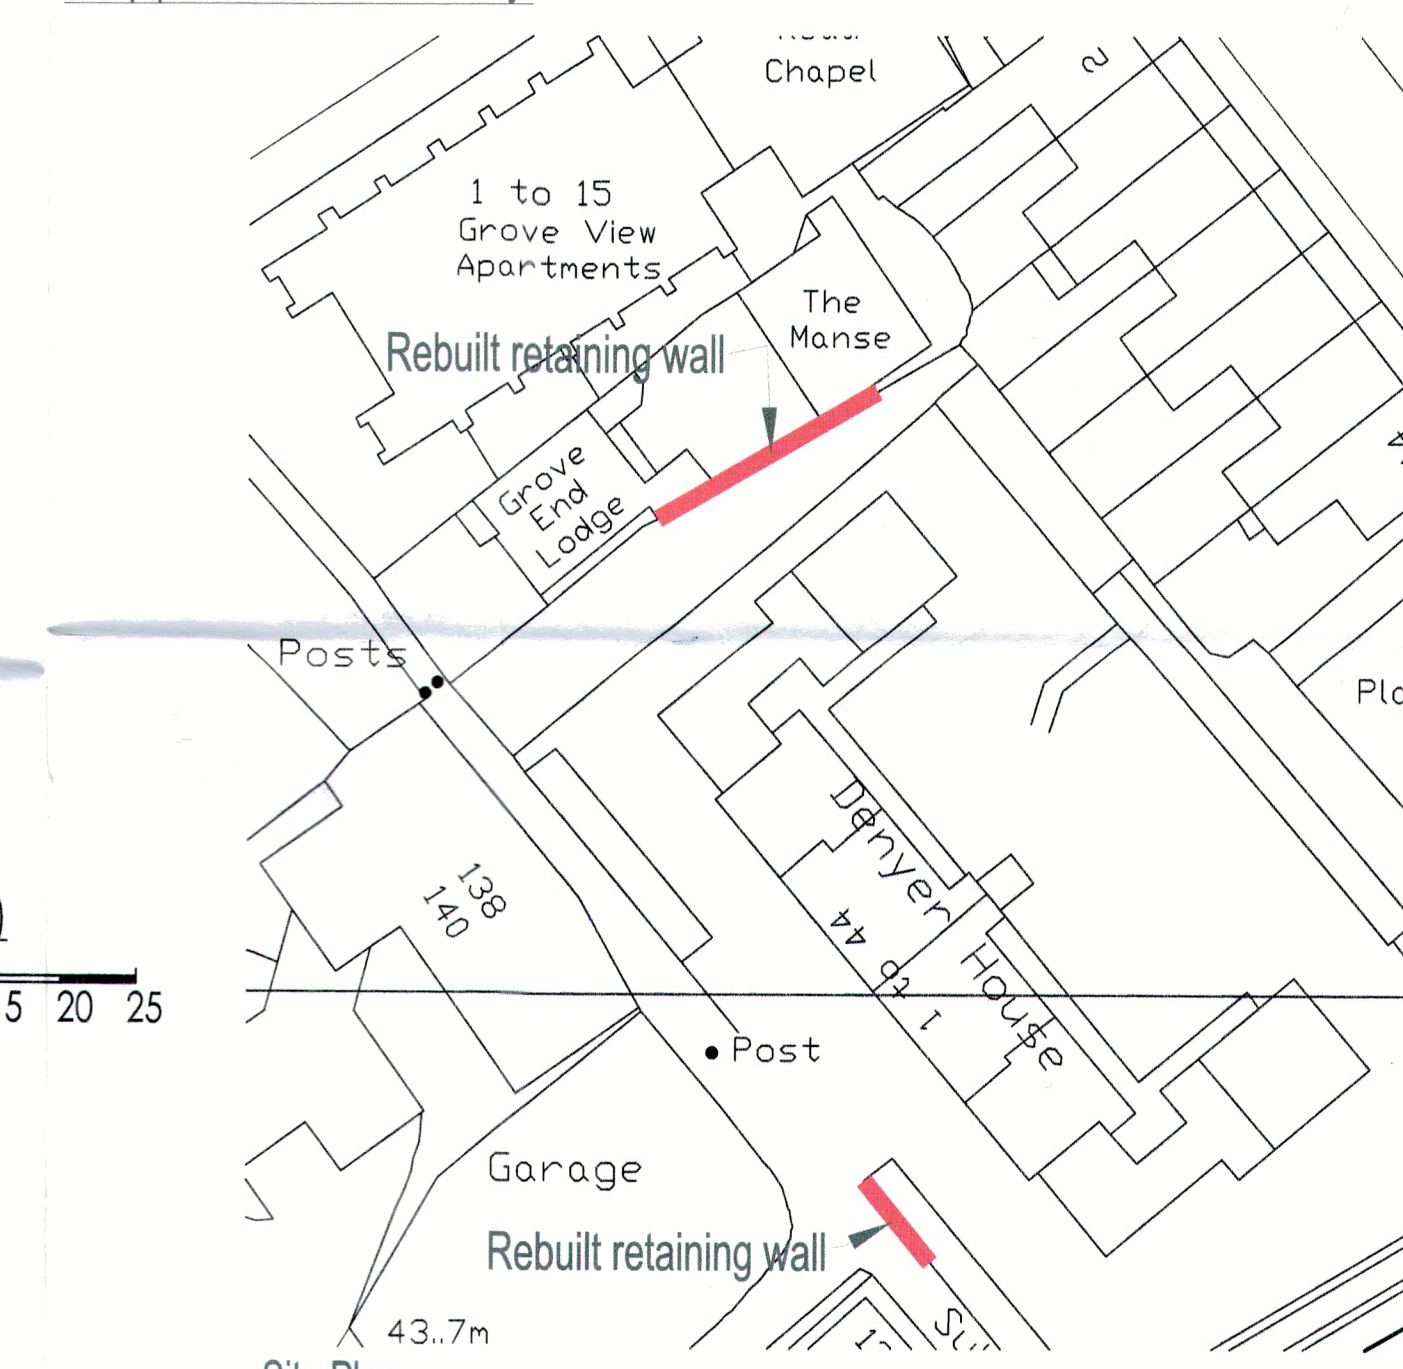 Chapel
2
1 to 15
Grove View
Apartments
The
Manse
Rebuilt retaining wall
Grove
End
Lodge
Posts
138
140
Denyer House
1 to 44
5 20 25
Post
Garage
Rebuilt retaining wall
43..7m